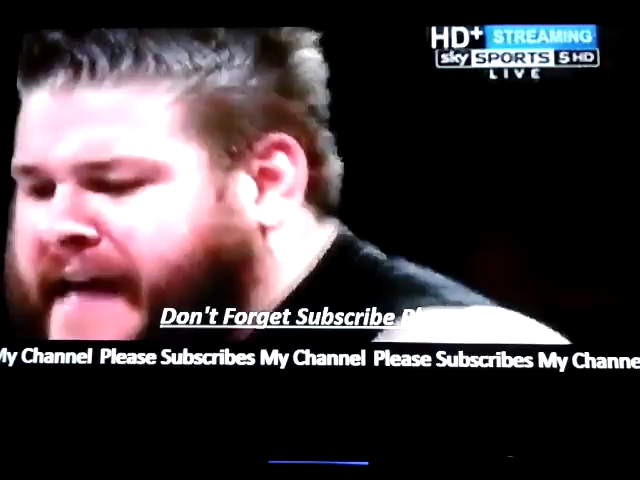 HD+ STREAMING
sky SPORTS 5 HD
LIVE
Don't Forget Subscribe
My Channel Please Subscribes My Channel Please Subscribes My Channe